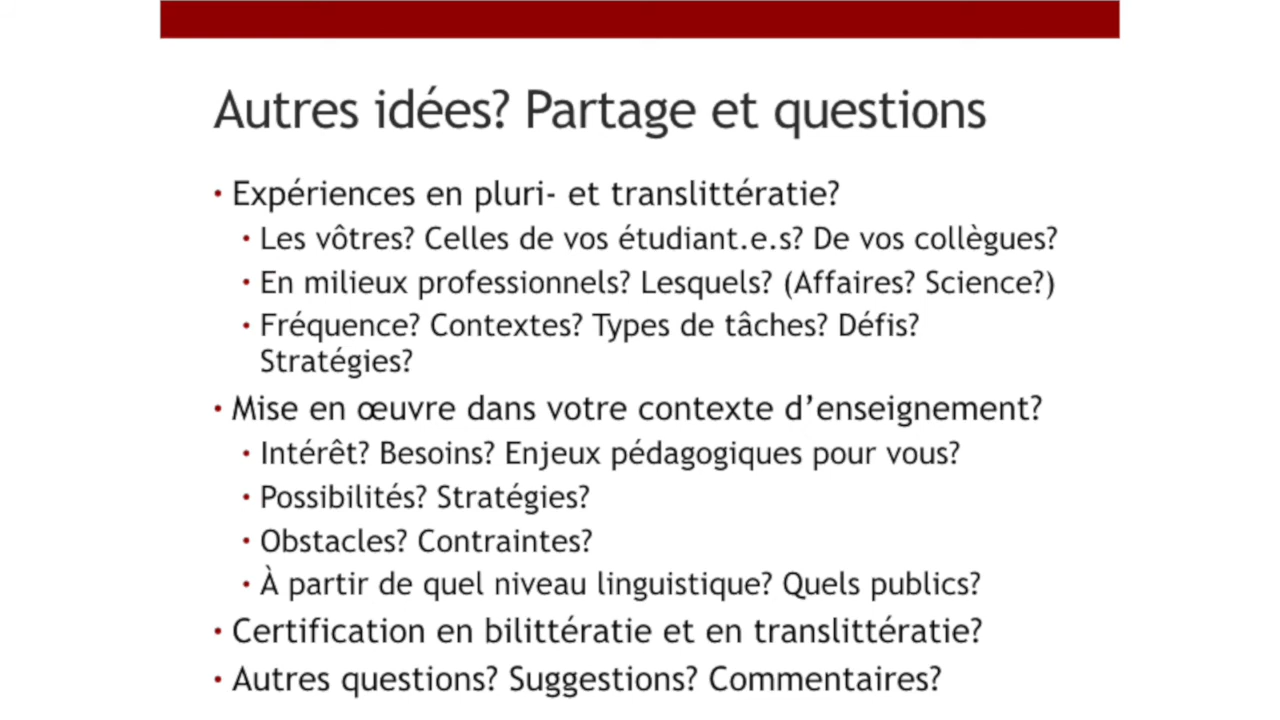 Autres idées? Partage et questions
• Expériences en pluri- et translittératie?
• Les vôtres? Celles de vos étudiant.e.s? De vos collègues?
• En milieux professionnels? Lesquels? (Affaires? Science?)
• Fréquence? Contextes? Types de tâches? Défis?
Stratégies?
• Mise en œuvre dans votre contexte d’enseignement?
• Intérêt? Besoins? Enjeux pédagogiques pour vous?
• Possibilités? Stratégies?
• Obstacles? Contraintes?
• À partir de quel niveau linguistique? Quels publics?
• Certification en bilittératie et en translittératie?
• Autres questions? Suggestions? Commentaires?